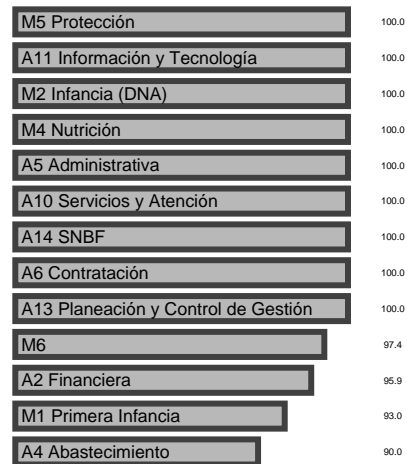 M5 Protección 100.0
A11 Información y Tecnología 100.0
M2 Infancia (DNA) 100.0
M4 Nutrición 100.0
A5 Administrativa 100.0
A10 Servicios y Atención 100.0
A14 SNBF 100.0
A6 Contratación 100.0
A13 Planeación y Control de Gestión 100.0
M6 97.4
A2 Financiera 95.9
M1 Primera Infancia 93.0
A4 Abastecimiento 90.0